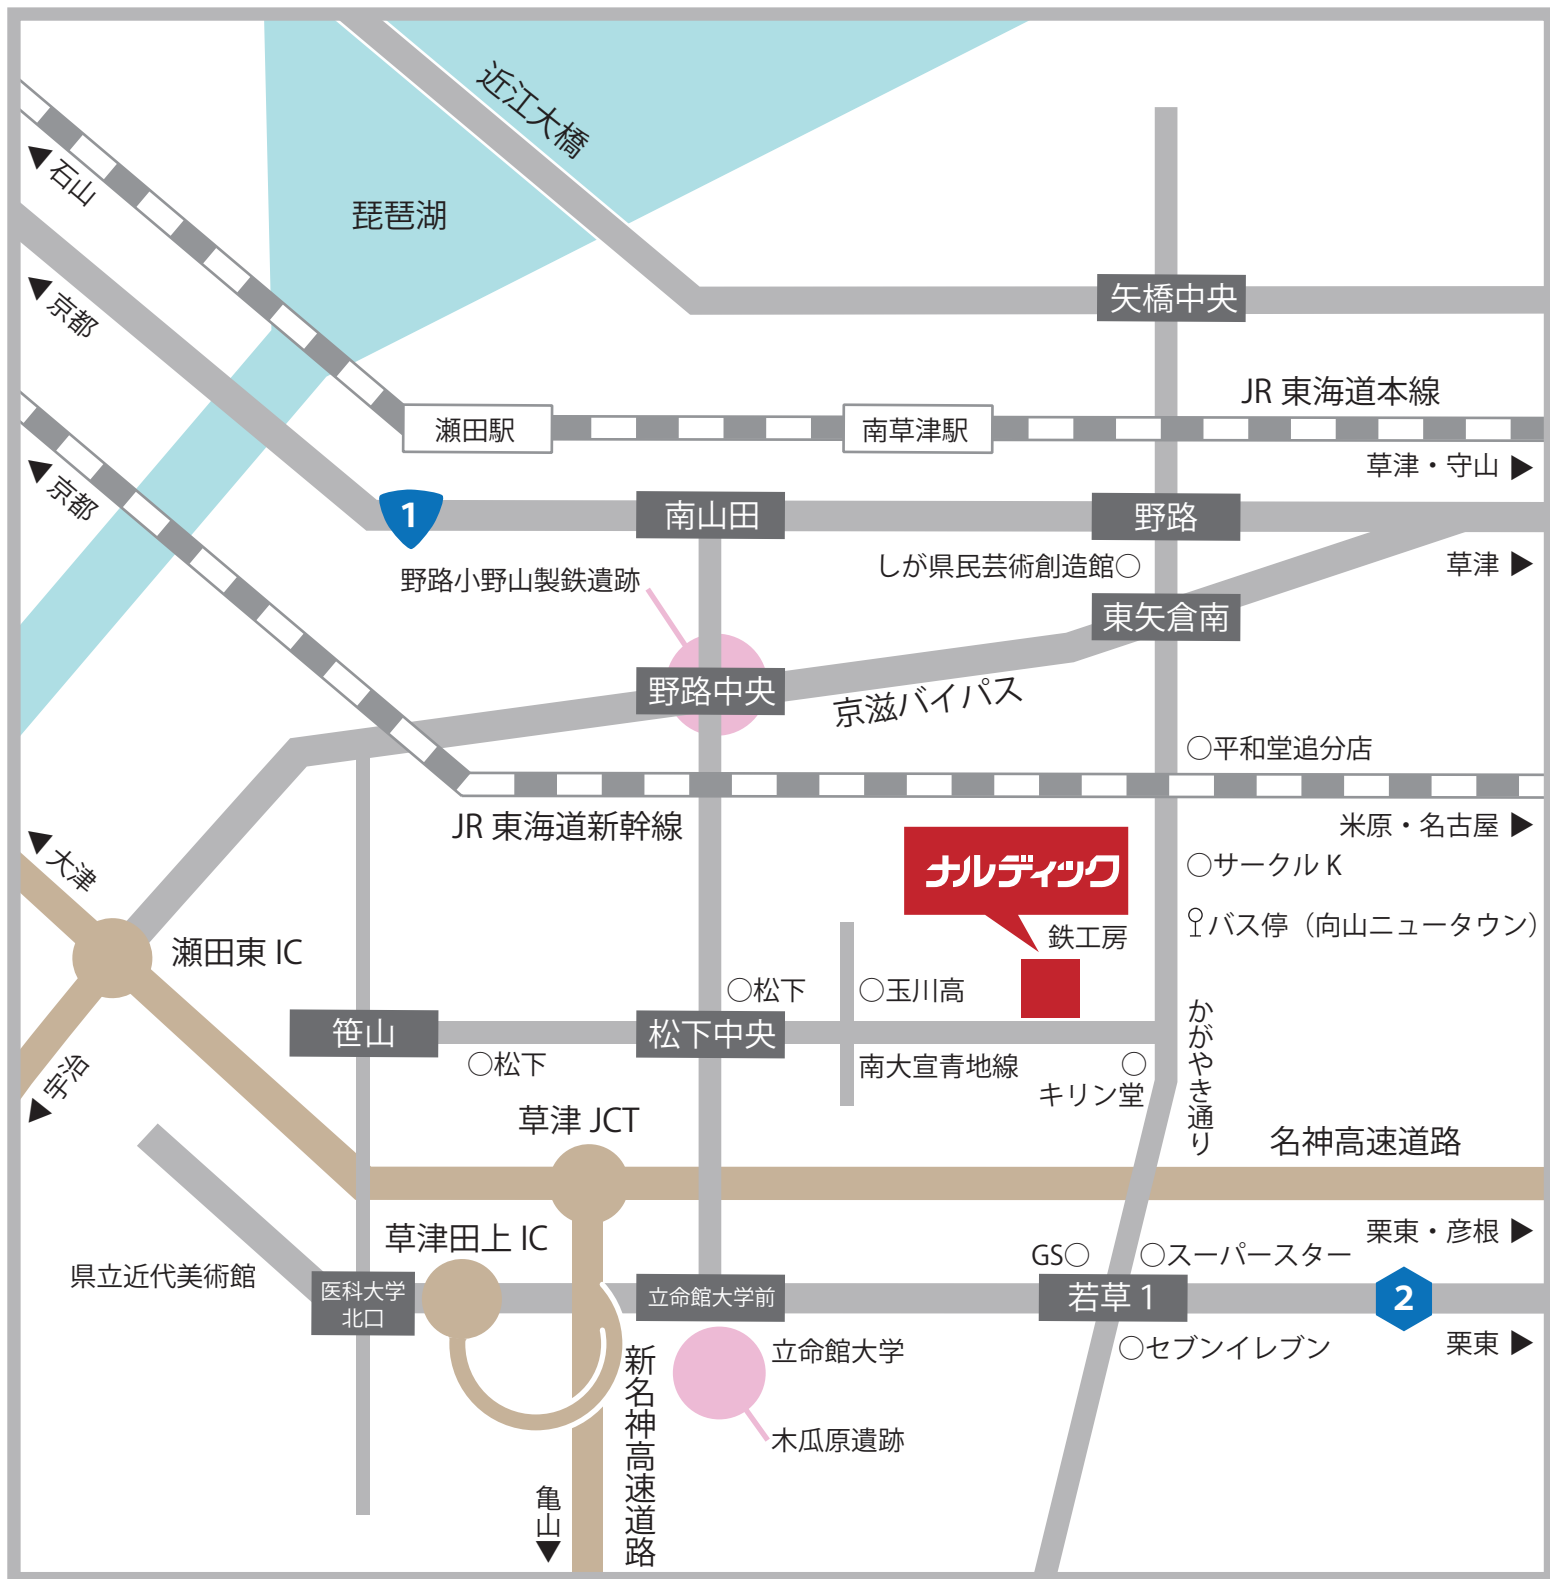 近江大橋
琵琶湖
◀石山
◀京都
◀京都
矢橋中央
JR 東海道本線
瀬田駅
南草津駅
草津・守山 ▶
1
南山田
野路
草津 ▶
しが県民芸術創造館○
野路小野山製鉄遺跡
東矢倉南
野路中央
京滋バイパス
○平和堂追分店
JR 東海道新幹線
米原・名古屋 ▶
◀大津
ナルディック
○サークル K
鉄工房
バス停（向山ニュータウン）
瀬田東 IC
○松下
○玉川高
笹山
松下中央
かがやき通り
○松下
南大宣青地線
○
キリン堂
◀宇治
草津 JCT
名神高速道路
草津田上 IC
栗東・彦根 ▶
GS○
○スーパースター
県立近代美術館
医科大学
北口
立命館大学前
若草 1
2
○セブンイレブン
栗東 ▶
立命館大学
新名神高速道路
木瓜原遺跡
亀山▼